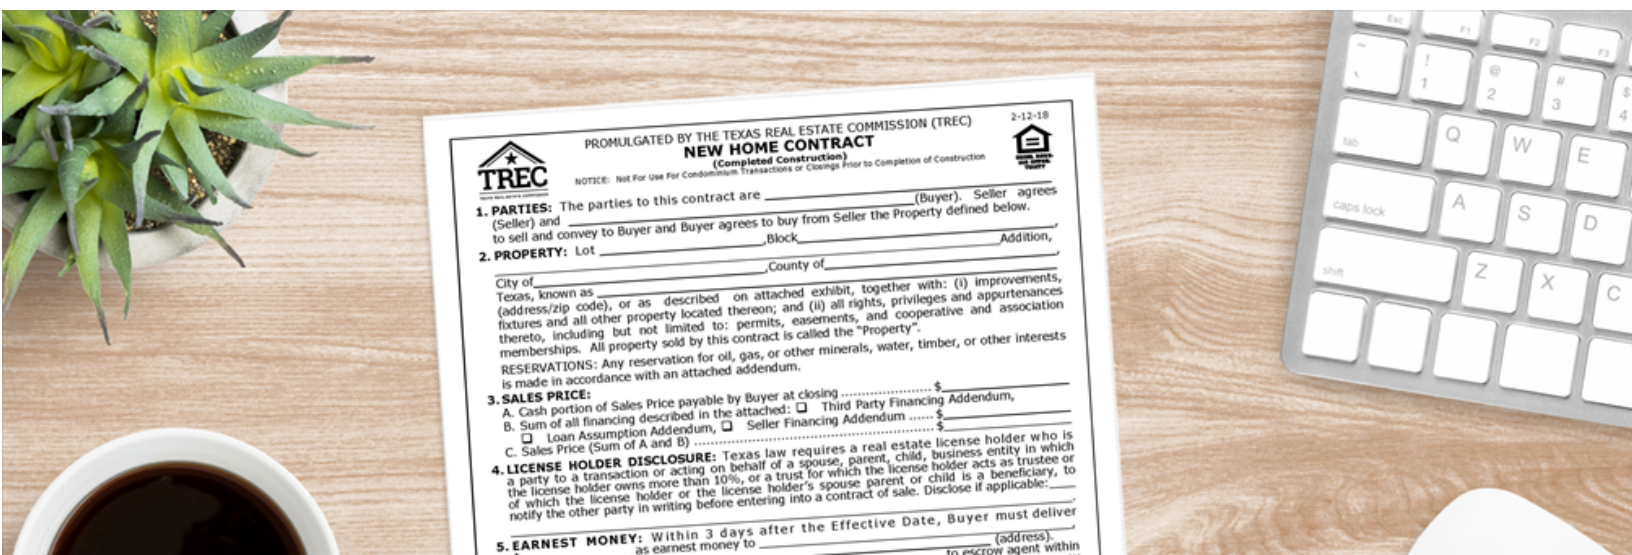 2-12-18
PROMULGATED BY THE TEXAS REAL ESTATE COMMISSION (TREC)
NEW HOME CONTRACT
(Completed Construction)
NOTICE: Not For Use For Condominium Transactions or Closings Prior to Completion of Construction
TREC
1. PARTIES: The parties to this contract are
(Seller) and (Buyer). Seller agrees
to sell and convey to Buyer and Buyer agrees to buy from Seller the Property defined below.
2. PROPERTY: Lot ,Block ,
Addition,
City of ,County of ,
Texas, known as
(address/zip code), or as described on attached exhibit, together with: (i) improvements,
fixtures and all other property located thereon; and (ii) all rights, privileges and appurtenances
thereto, including but not limited to: permits, easements, and cooperative and association
memberships. All property sold by this contract is called the "Property".
RESERVATIONS: Any reservation for oil, gas, or other minerals, water, timber, or other interests
is made in accordance with an attached addendum.
3. SALES PRICE:
A. Cash portion of Sales Price payable by Buyer at closing ..................... $
B. Sum of all financing described in the attached: ❑ Third Party Financing Addendum,
❑ Loan Assumption Addendum, ❑ Seller Financing Addendum ...... $
C. Sales Price (Sum of A and B) ........................................................ $
4. LICENSE HOLDER DISCLOSURE: Texas law requires a real estate license holder who is
a party to a transaction or acting on behalf of a spouse, parent, child, business entity in which
the license holder owns more than 10%, or a trust for which the license holder acts as trustee or
of which the license holder or the license holder's spouse parent or child is a beneficiary, to
notify the other party in writing before entering into a contract of sale. Disclose if applicable:
.
5. EARNEST MONEY: Within 3 days after the Effective Date, Buyer must deliver
as earnest money to ,
(address).
to escrow agent within
Esc F1 F2 F3
~ ` ! 1 @ 2 # 3 $ 4
tab Q W E
caps lock A S D
shift Z X C